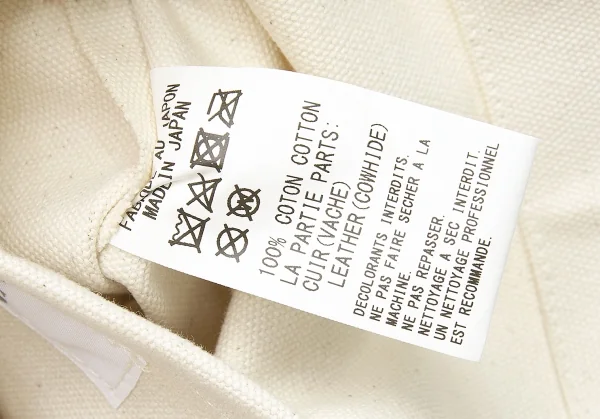 FABRIQUE AU JAPON
MADE IN JAPAN
100% COTON COTTON
LA PARTIE PARTS:
CUIR(VACHE)
LEATHER(COWHIDE)
DECOLORANTS INTERDITS.
NE PAS FAIRE SECHER A LA
MACHINE.
NE PAS REPASSER.
NETTOYAGE A SEC INTERDIT.
UN NETTOYAGE PROFESSIONNEL
EST RECOMMANDE.